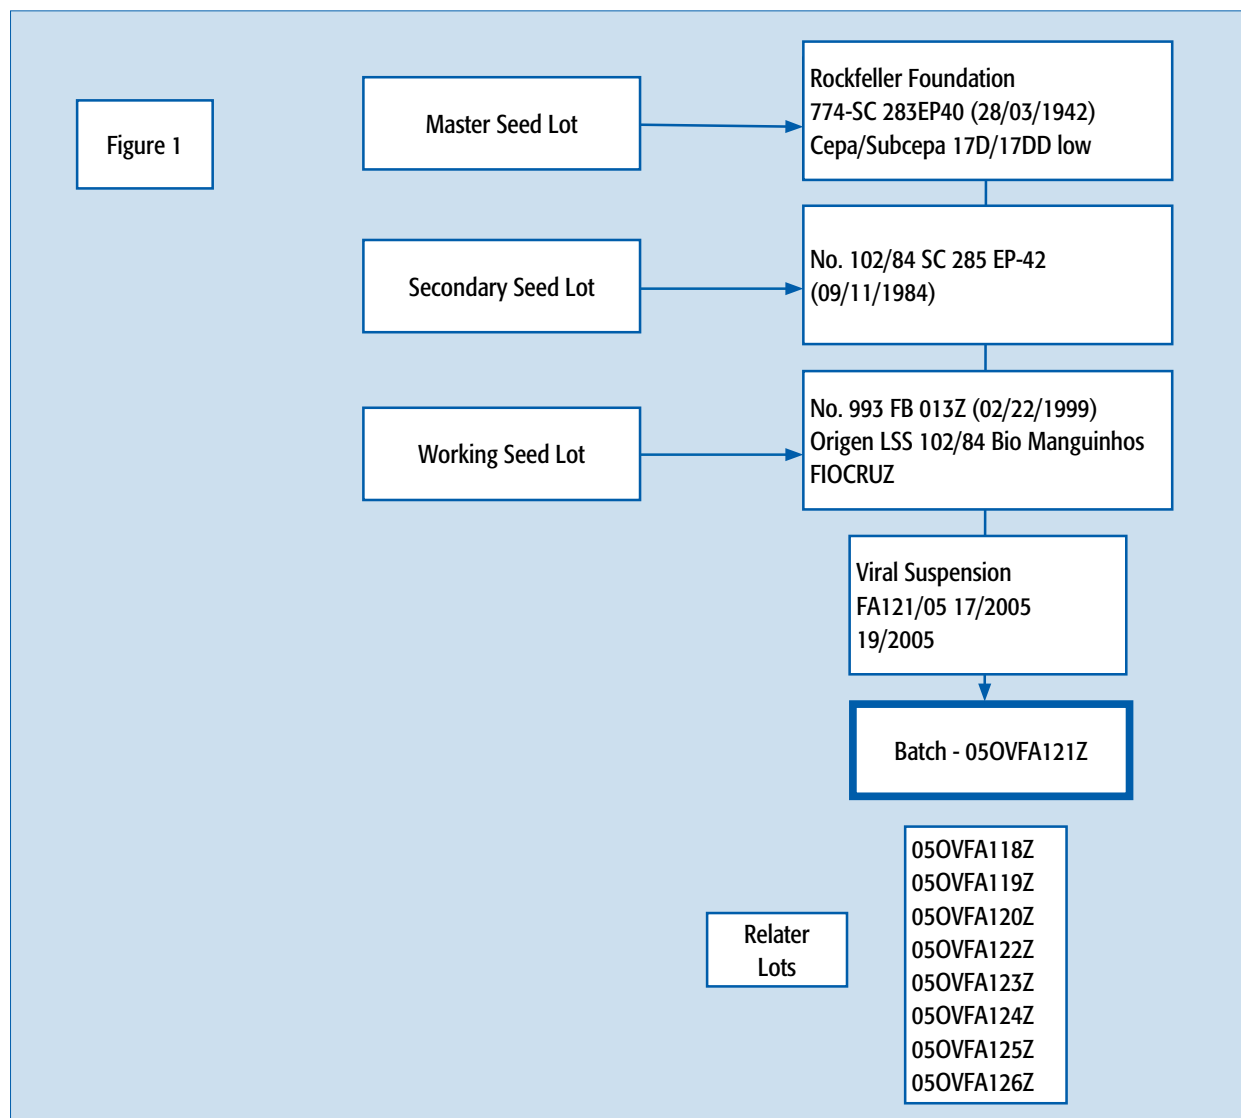 Figure 1
Master Seed Lot
Rockfeller Foundation
774-SC 283EP40 (28/03/1942)
Cepa/Subcepa 17D/17DD low
Secondary Seed Lot
No. 102/84 SC 285 EP-42
(09/11/1984)
Working Seed Lot
No. 993 FB 013Z (02/22/1999)
Origen LSS 102/84 Bio Manguinhos
FIOCRUZ
Viral Suspension
FA121/05 17/2005
19/2005
Batch - 05OVFA121Z
Relater
Lots
05OVFA118Z
05OVFA119Z
05OVFA120Z
05OVFA122Z
05OVFA123Z
05OVFA124Z
05OVFA125Z
05OVFA126Z